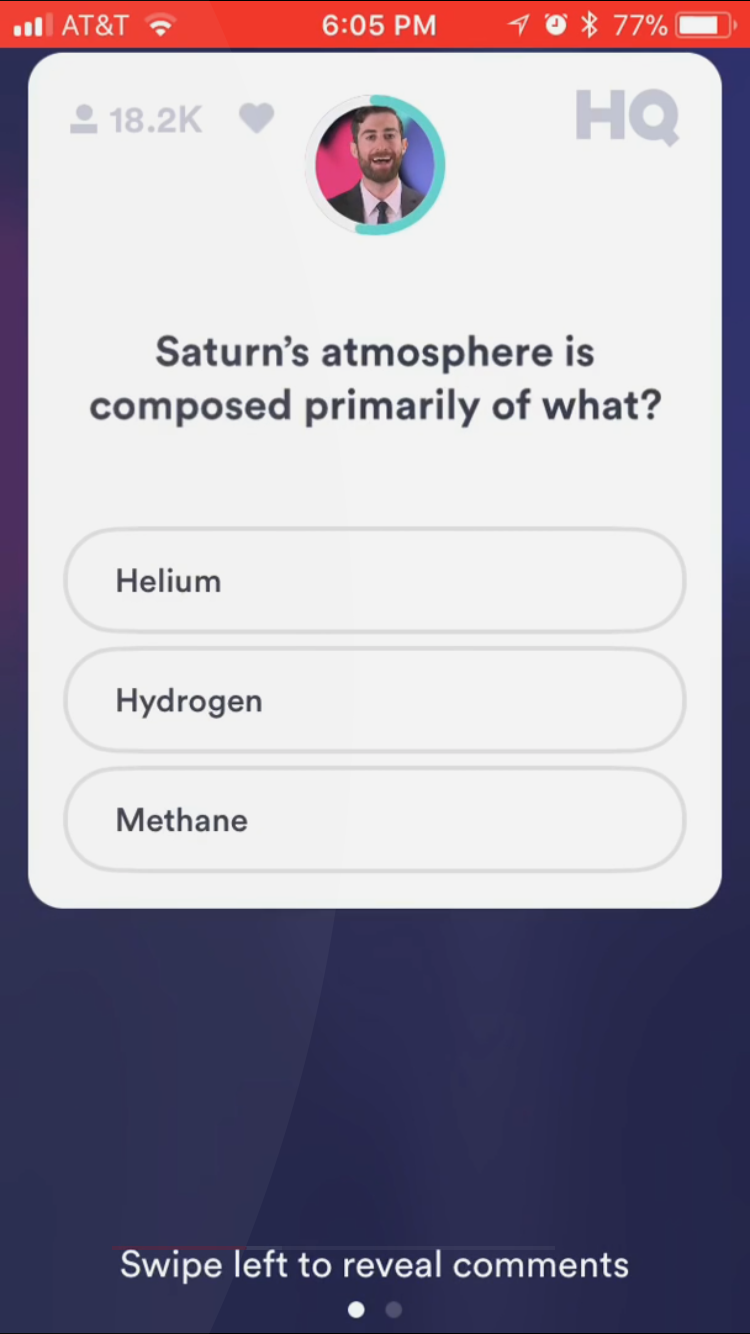 AT&T 6:05 PM 77%
18.2K HQ
Saturn’s atmosphere is
composed primarily of what?
Helium
Hydrogen
Methane
Swipe left to reveal comments